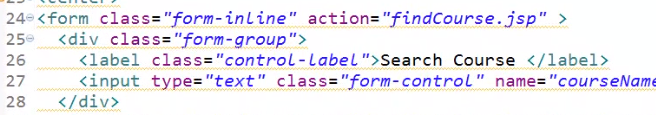 24 <form class="form-inline" action="findCourse.jsp" >
25 <div class="form-group">
26 <label class="control-label">Search Course </label>
27 <input type="text" class="form-control" name="courseName
28 </div>